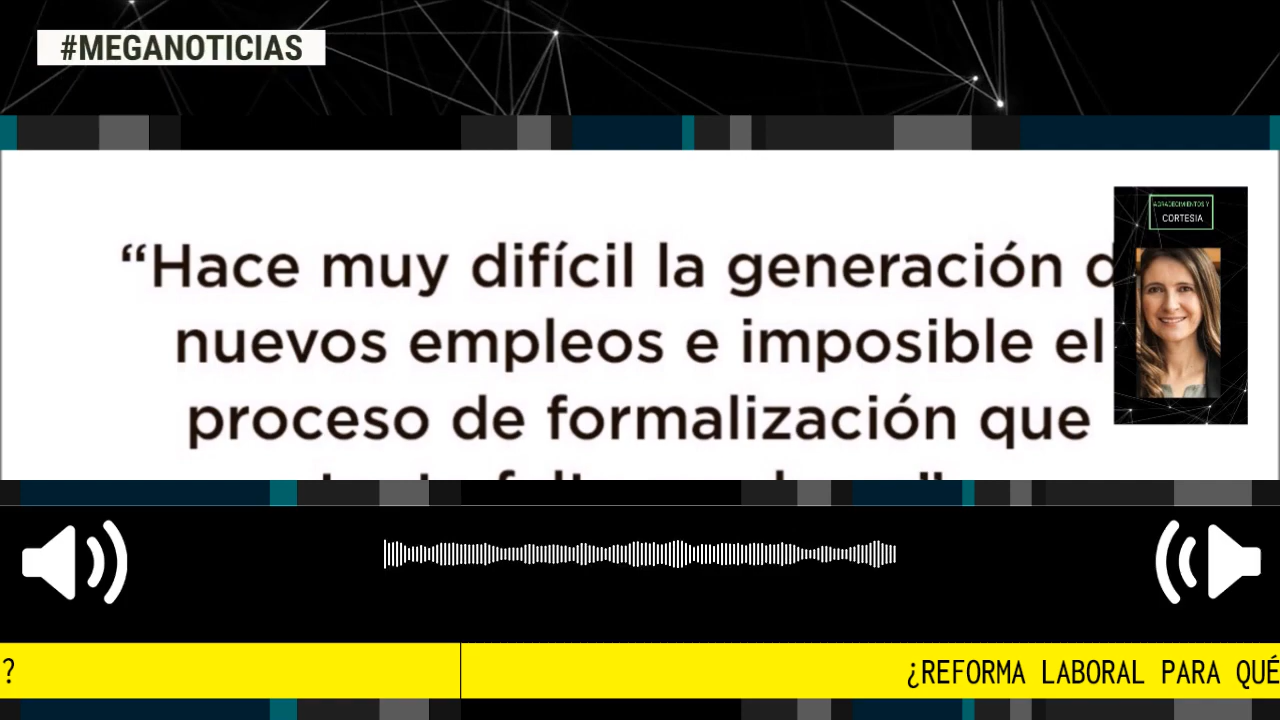 #MEGANOTICIAS
AGRADECIMIENTOS Y
CORTESIA
“Hace muy difícil la generación d
nuevos empleos e imposible el
proceso de formalización que
?
¿REFORMA LABORAL PARA QUÉ